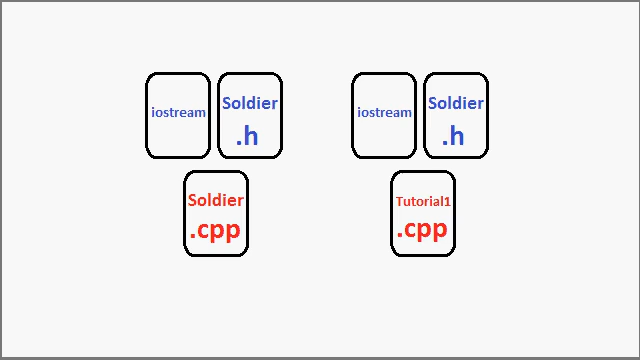 iostream
Soldier
.h
iostream
Soldier
.h
Soldier
.cpp
Tutorial1
.cpp